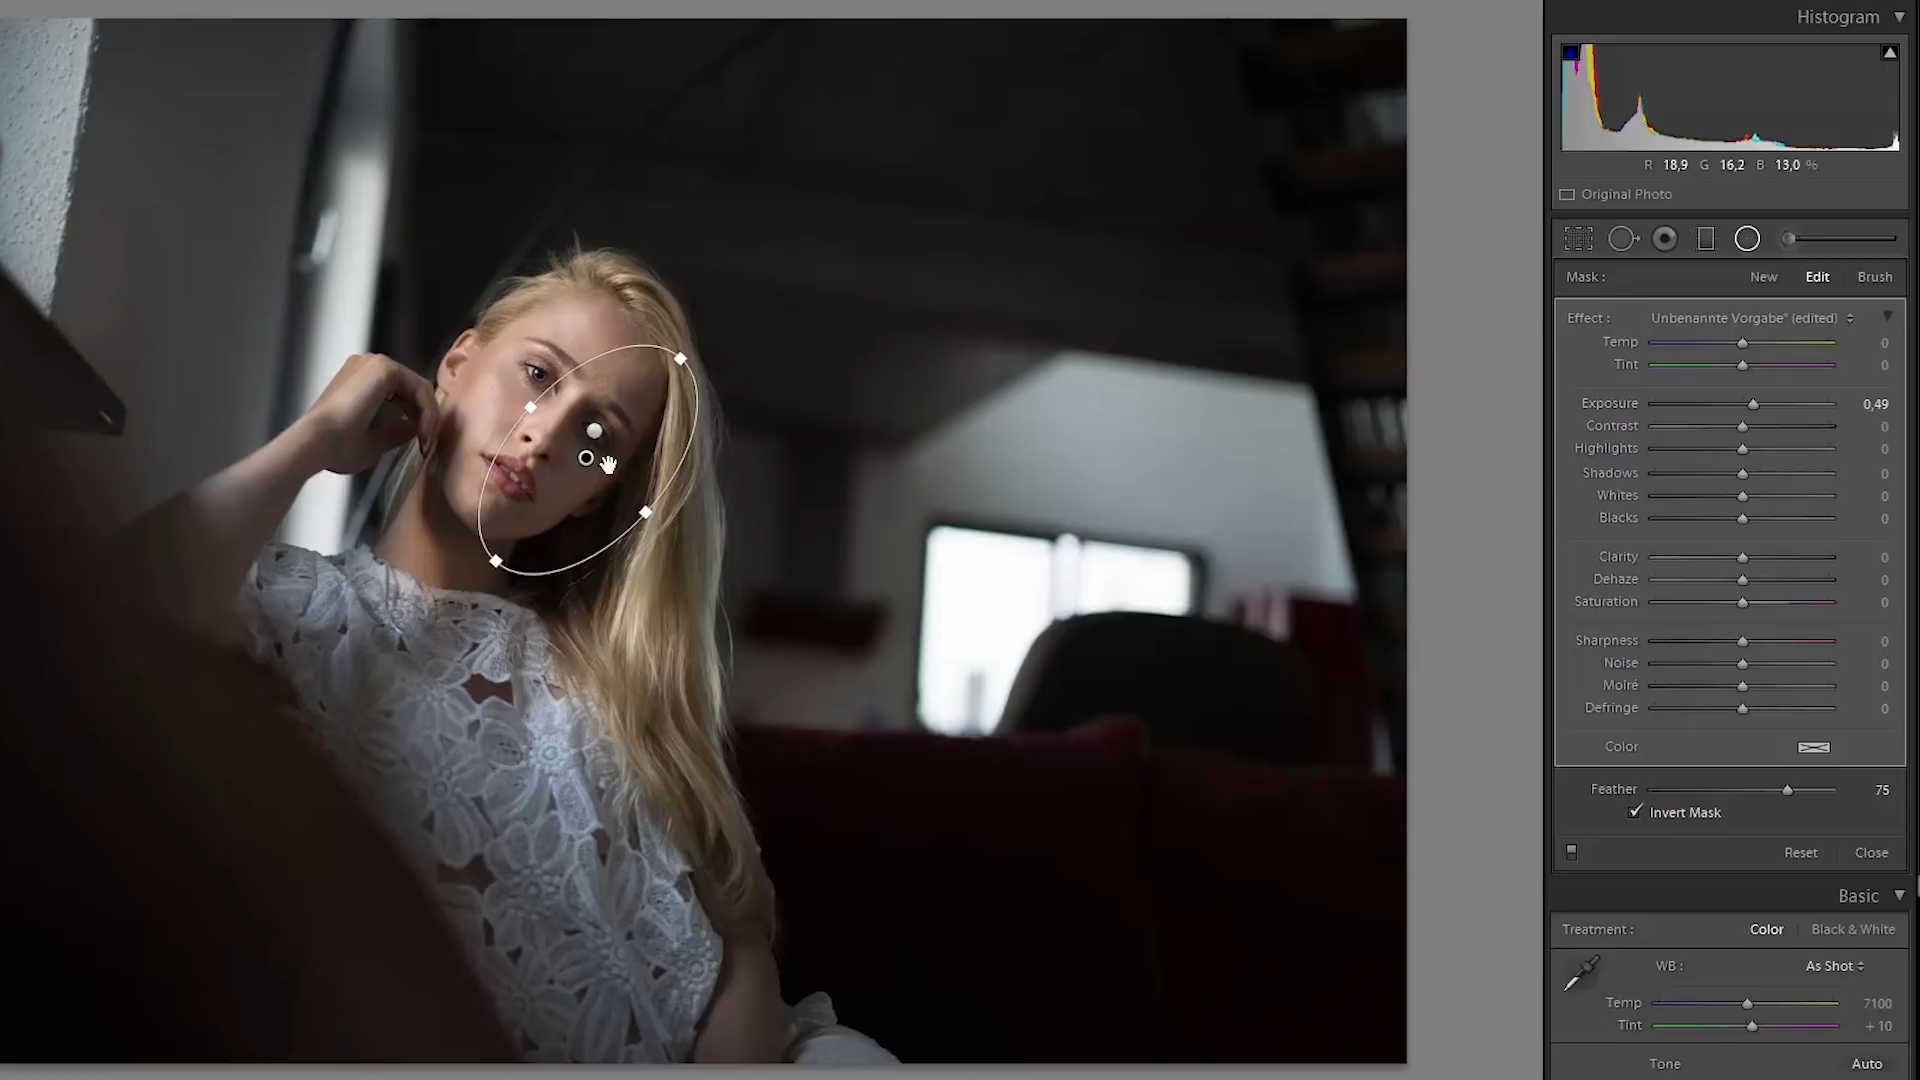 Histogram
R 18,9 G 16,2 B 13,0 %
Original Photo
Mask : New Edit Brush
Effect : Unbenannte Vorgabe* (edited)
Temp 0
Tint 0
Exposure 0,49
Contrast 0
Highlights 0
Shadows 0
Whites 0
Blacks 0
Clarity 0
Dehaze 0
Saturation 0
Sharpness 0
Noise 0
Moiré 0
Defringe 0
Color
Feather 75
Invert Mask
Reset Close
Basic
Treatment : Color Black & White
WB : As Shot
Temp 7100
Tint + 10
Tone Auto